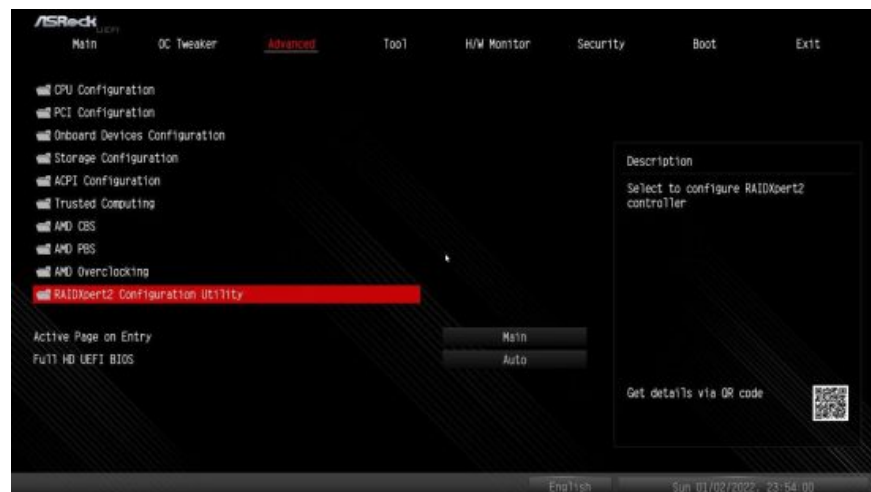 ASRock
UEFI
Main OC Tweaker Advanced Tool H/W Monitor Security Boot Exit
CPU Configuration
PCI Configuration
Onboard Devices Configuration
Storage Configuration
ACPI Configuration
Trusted Computing
AMD CBS
AMD PBS
AMD Overclocking
RAIDXpert2 Configuration Utility
Active Page on Entry Main
Full HD UEFI BIOS Auto
Description
Select to configure RAIDXpert2
controller
Get details via QR code
English Sun 01/02/2022, 23:54:00